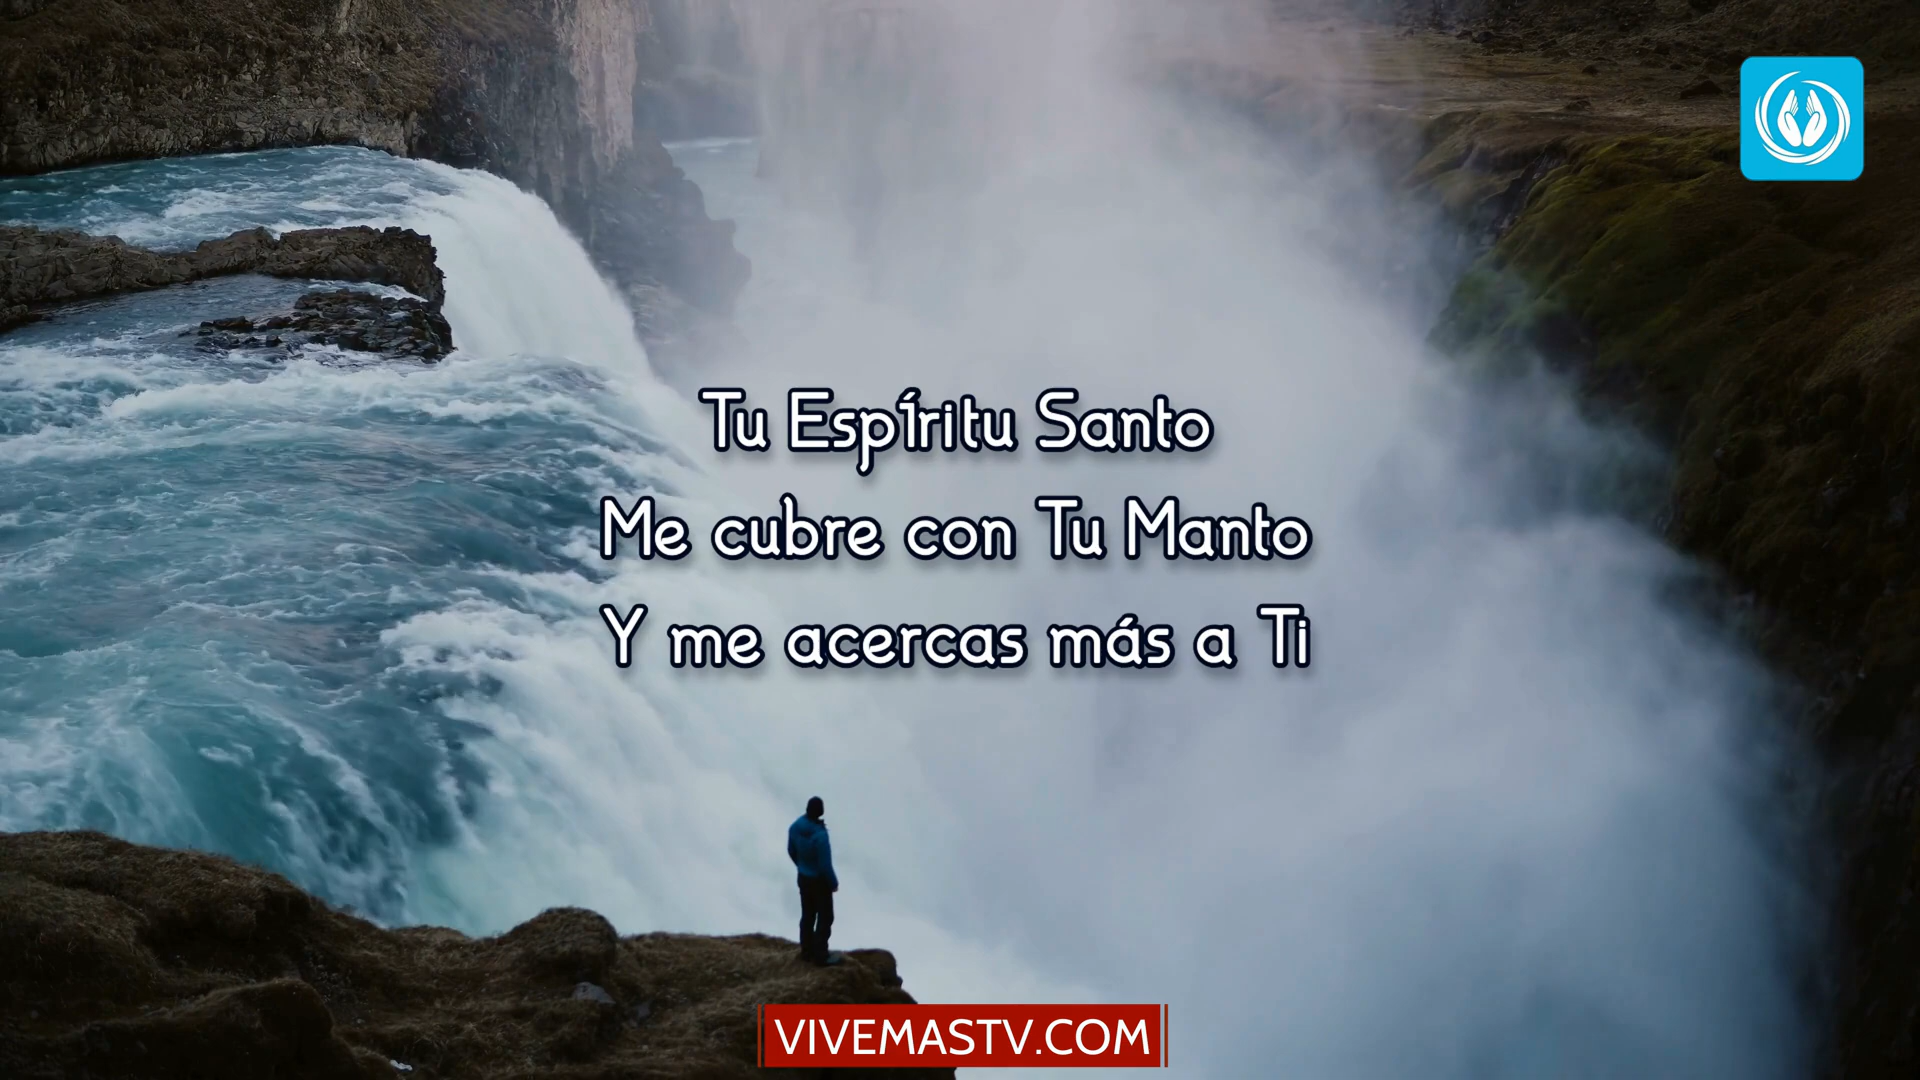 Tu Espíritu Santo
Me cubre con Tu Manto
Y me acercas más a Ti
VIVEMASTV.COM